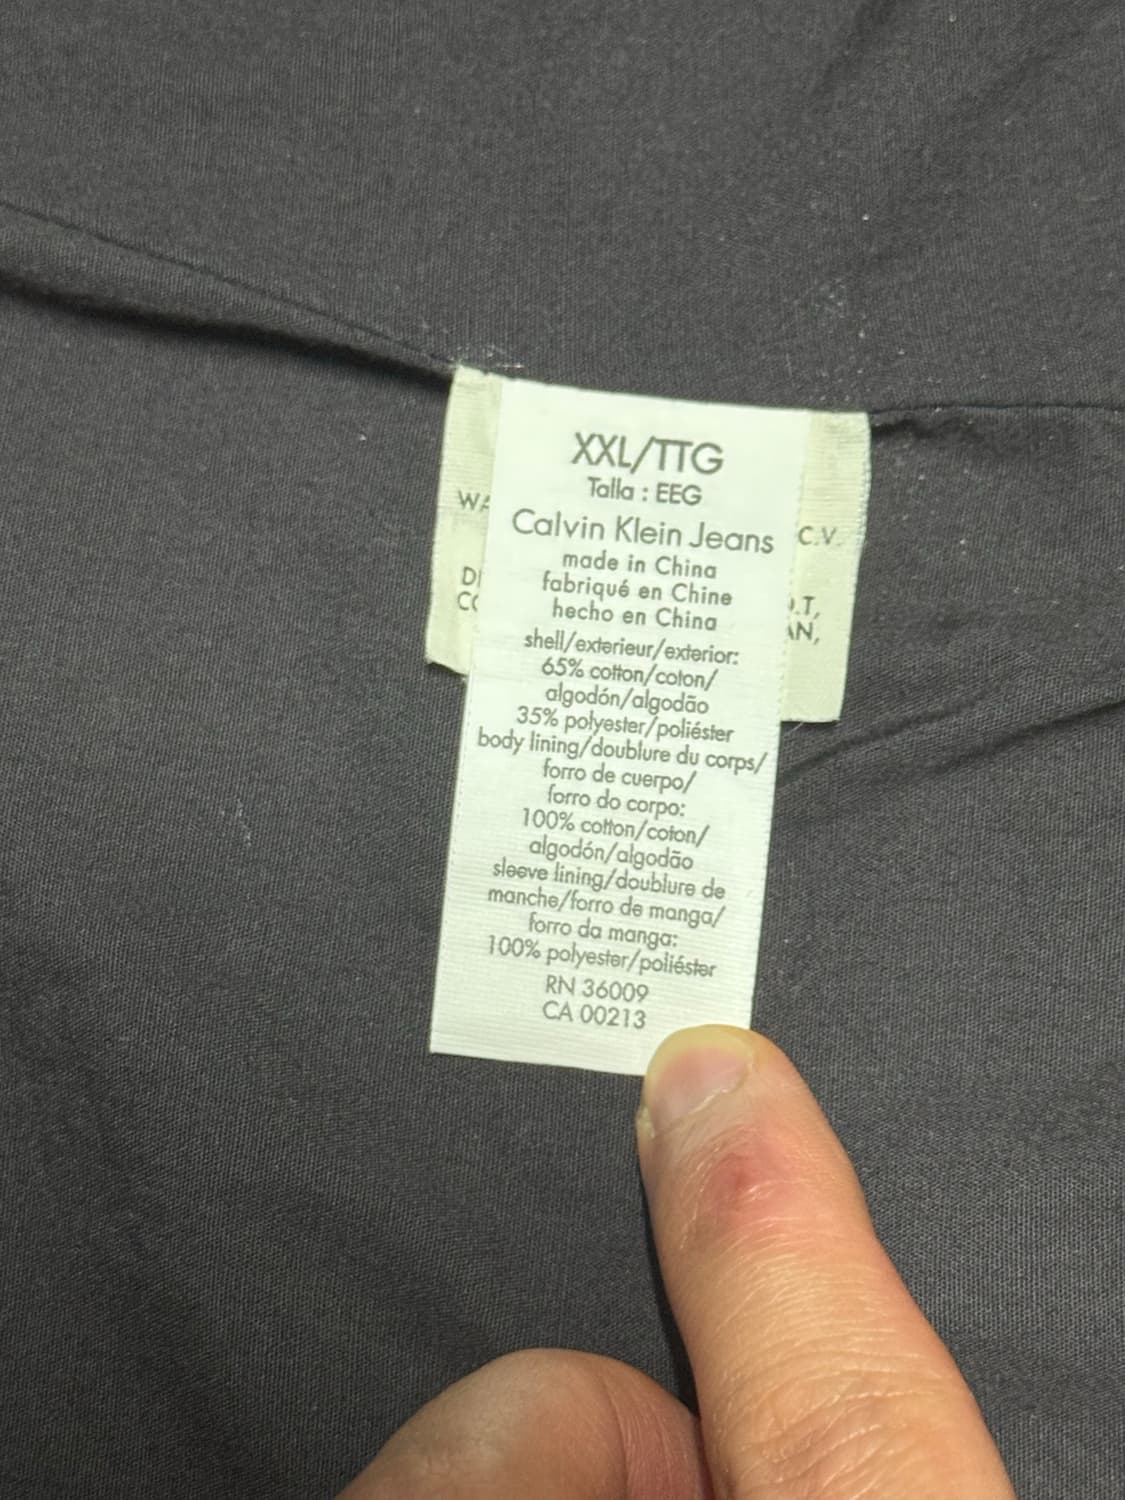 XXL/TTG
Talla : EEG
Calvin Klein Jeans
made in China
fabriqué en Chine
hecho en China
shell/exterieur/exterior:
65% cotton/coton/
algodón/algodão
35% polyester/poliéster
body lining/doublure du corps/
forro de cuerpo/
forro do corpo:
100% cotton/coton/
algodón/algodão
sleeve lining/doublure de
manche/forro de manga/
forro da manga:
100% polyester/poliéster
RN 36009
CA 00213
C.V.